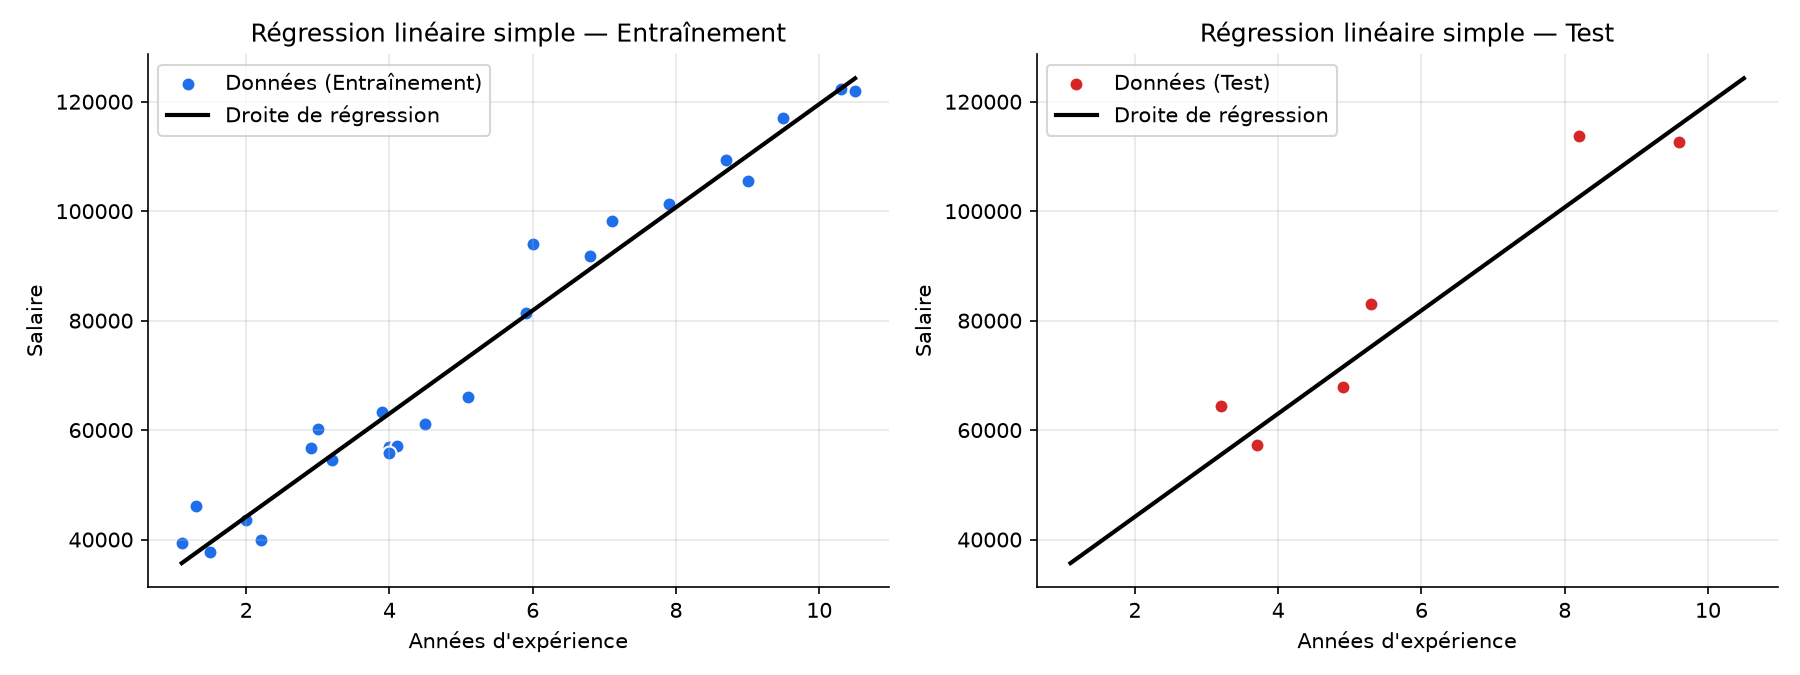 Régression linéaire simple — Entraînement
Données (Entraînement)
Droite de régression
120000
100000
80000
60000
40000
Salaire
2 4 6 8 10
Années d'expérience
Régression linéaire simple — Test
Données (Test)
Droite de régression
120000
100000
80000
60000
40000
Salaire
2 4 6 8 10
Années d'expérience